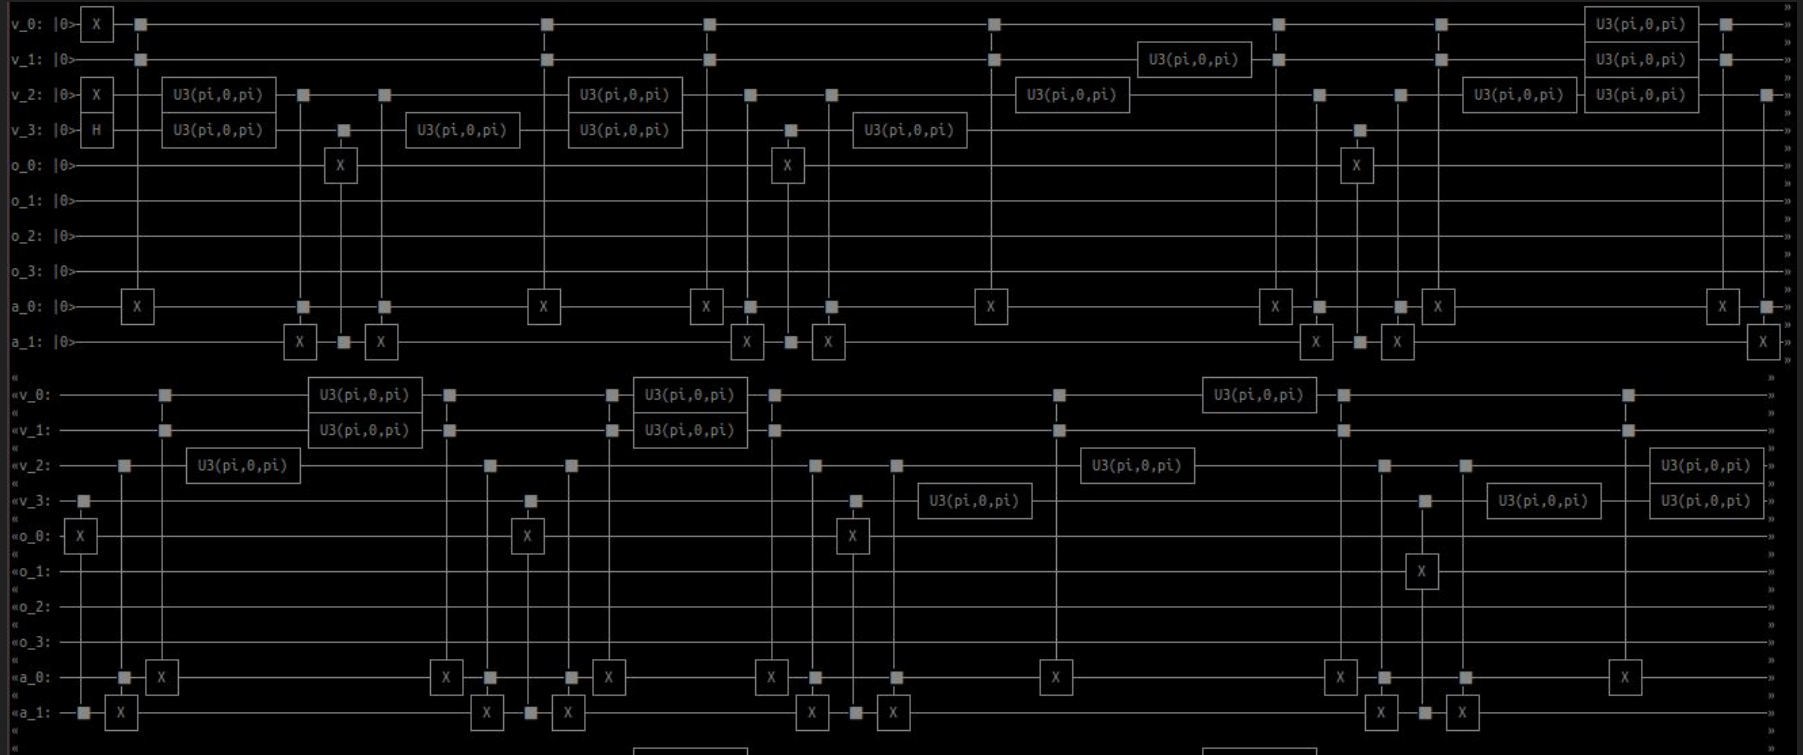 v_0: |0> X U3(pi,0,pi) »
v_1: |0> U3(pi,0,pi) U3(pi,0,pi) »
v_2: |0> X U3(pi,0,pi) U3(pi,0,pi) U3(pi,0,pi) U3(pi,0,pi) U3(pi,0,pi) »
v_3: |0> H U3(pi,0,pi) U3(pi,0,pi) U3(pi,0,pi) U3(pi,0,pi) »
o_0: |0> X X X »
o_1: |0> »
o_2: |0> »
o_3: |0> »
a_0: |0> X X X X X X X »
a_1: |0> X X X X X X X »
«v_0: U3(pi,0,pi) U3(pi,0,pi) U3(pi,0,pi) »
«v_1: U3(pi,0,pi) U3(pi,0,pi) »
«v_2: U3(pi,0,pi) U3(pi,0,pi) U3(pi,0,pi) »
«v_3: U3(pi,0,pi) U3(pi,0,pi) U3(pi,0,pi) »
«o_0: X X X »
«o_1: X »
«o_2: »
«o_3: »
«a_0: X X X X X X X »
«a_1: X X X X X X X »